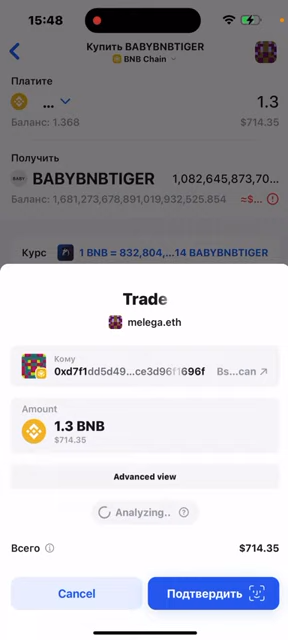 15:48
Купить BABYBNBTIGER
BNB Chain
Платите
... 1.3
Баланс: 1.368 $714.35
Получить
BABY BABYBNBTIGER 1,082,645,873,70...
Баланс: 1,681,273,678,891,019,932,525.854 ≈$...
Курс 1 BNB = 832,804,...14 BABYBNBTIGER
Trade
melega.eth
Кому
0xd7f1dd5d49...ce3d96f1696f Bs...can ↗
Amount
1.3 BNB
$714.35
Advanced view
Analyzing..
Всего $714.35
Cancel Подтвердить